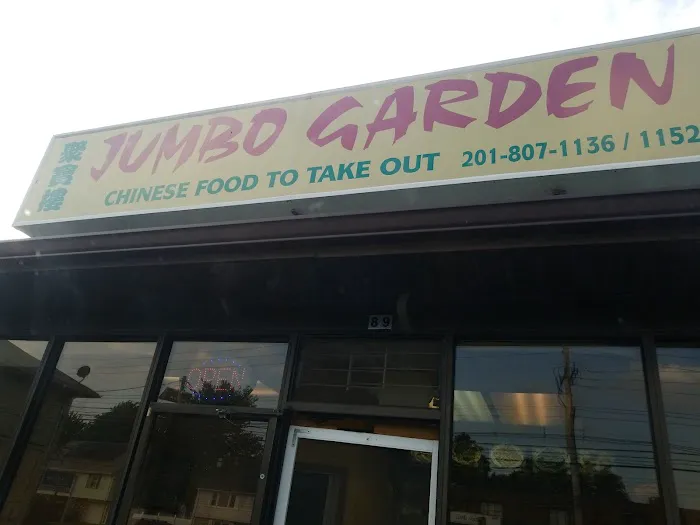 聚寶樓
JUMBO GARDEN
CHINESE FOOD TO TAKE OUT 201-807-1136 / 1152
89
OPEN